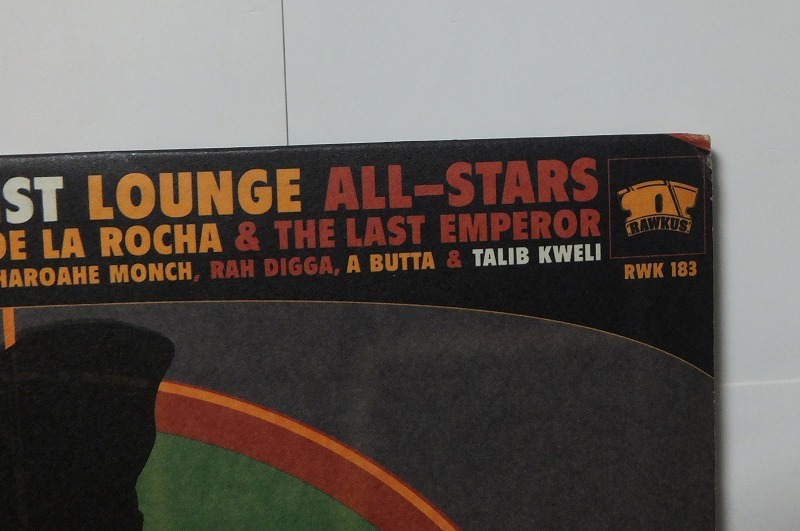 IST LOUNGE ALL-STARS
DE LA ROCHA & THE LAST EMPEROR
HAROAHE MONCH, RAH DIGGA, A BUTTA & TALIB KWELI
RAWKUS
RWK 183